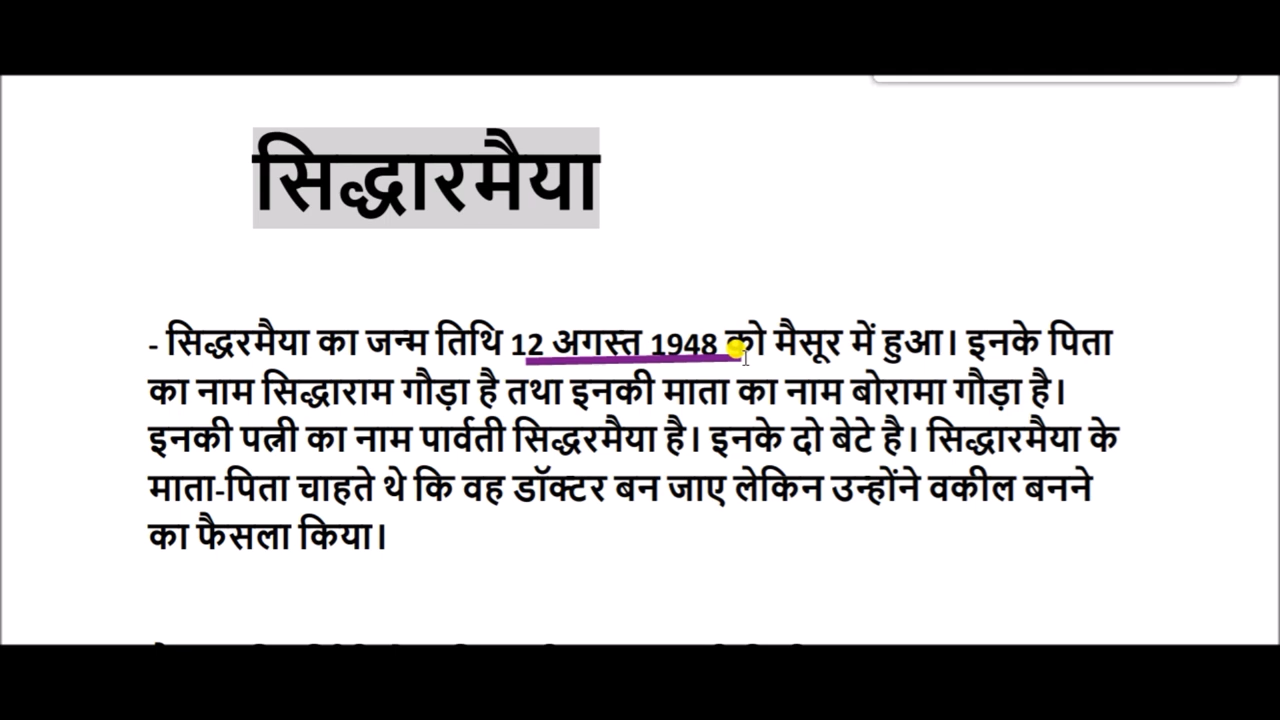 सिद्धारमैया
- सिद्धरमैया का जन्म तिथि 12 अगस्त 1948 को मैसूर में हुआ। इनके पिता
का नाम सिद्धाराम गौड़ा है तथा इनकी माता का नाम बोरामा गौड़ा है।
इनकी पत्नी का नाम पार्वती सिद्धरमैया है। इनके दो बेटे है। सिद्धारमैया के
माता-पिता चाहते थे कि वह डॉक्टर बन जाए लेकिन उन्होंने वकील बनने
का फैसला किया।